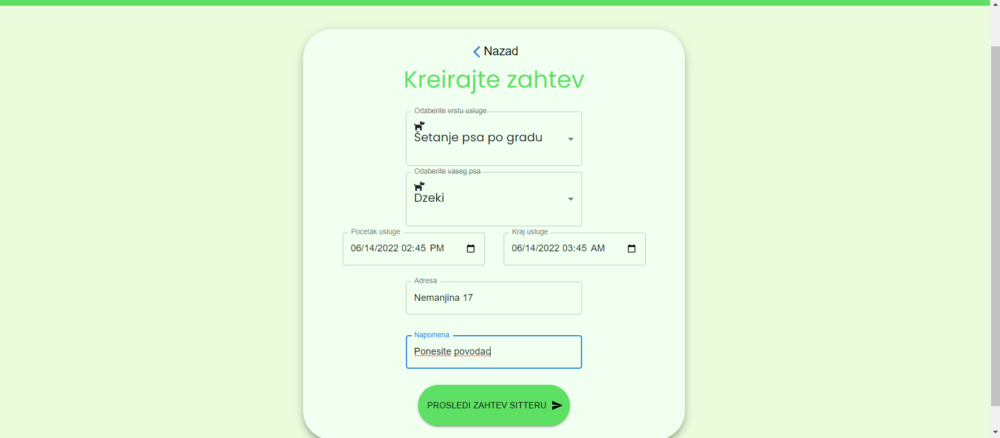 Nazad
Kreirajte zahtev
Odaberite vrstu usluge
Šetanje psa po gradu
Odaberite vaseg psa
Dzeki
Pocetak usluge
06/14/2022 02:45 PM
Kraj usluge
06/14/2022 03:45 AM
Adresa
Nemanjina 17
Napomena
Ponesite povodac
PROSLEDI ZAHTEV SITTERU